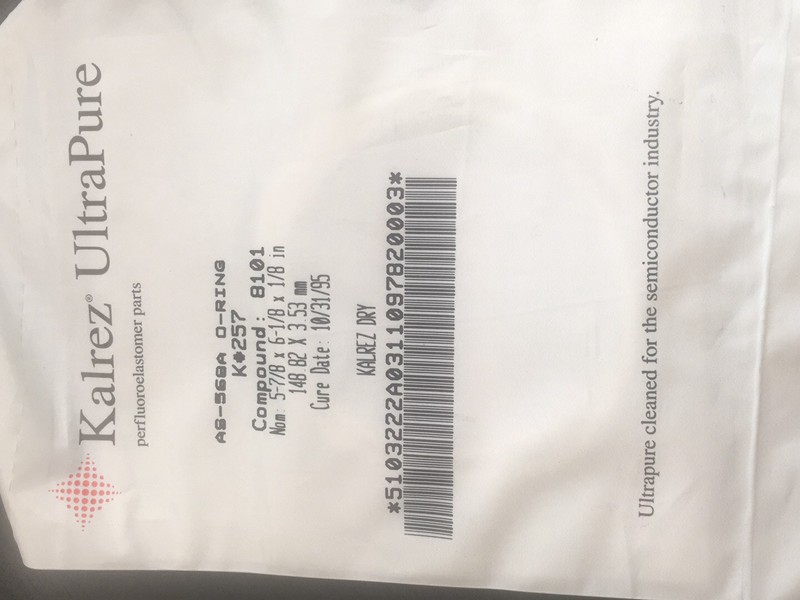 Kalrez® UltraPure
perfluoroelastomer parts
AS-568A O-RING
K#257
Compound: 8101
Nom: 5-7/8 x 6-1/8 x 1/8 in
148 82 X 3.53 mm
Cure Date: 10/31/95
KALREZ DRY
*5103222A0311097820003*
Ultrapure cleaned for the semiconductor industry.